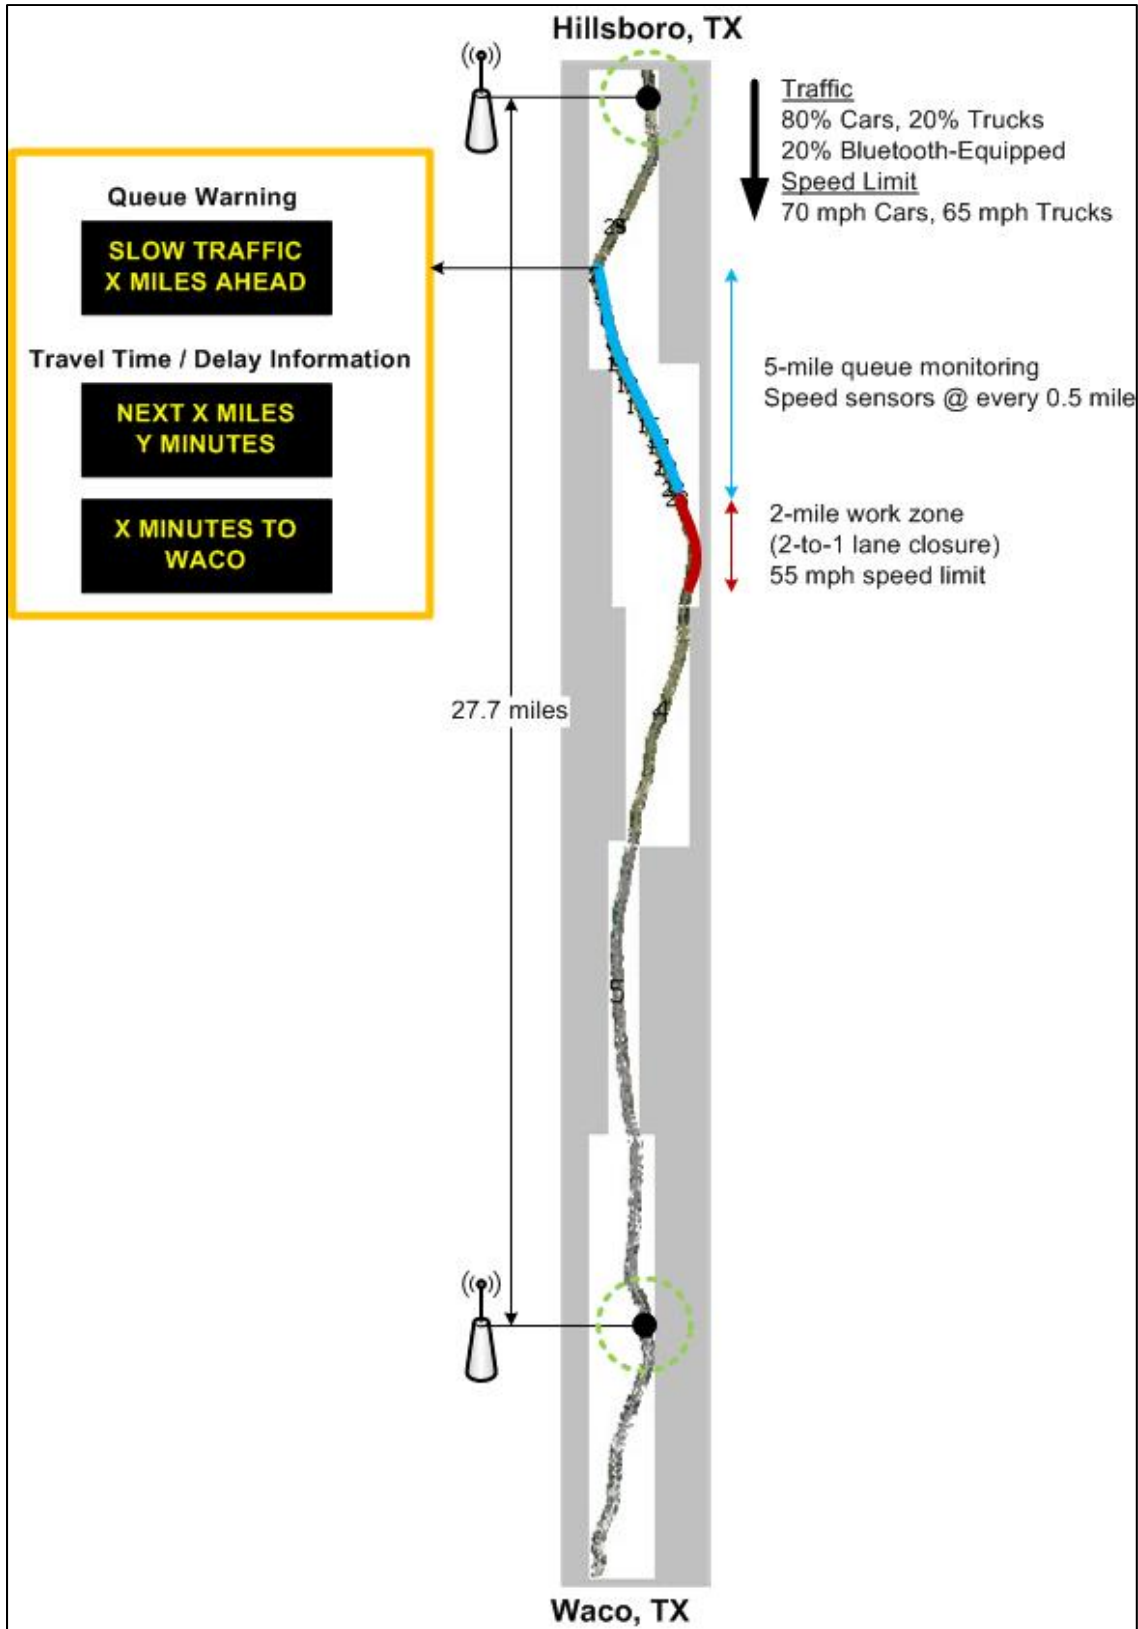 Hillsboro, TX
Traffic
80% Cars, 20% Trucks
20% Bluetooth-Equipped
Speed Limit
70 mph Cars, 65 mph Trucks
Queue Warning
SLOW TRAFFIC
X MILES AHEAD
Travel Time / Delay Information
NEXT X MILES
Y MINUTES
X MINUTES TO
WACO
5-mile queue monitoring
Speed sensors @ every 0.5 mile
2-mile work zone
(2-to-1 lane closure)
55 mph speed limit
27.7 miles
4
5
Waco, TX